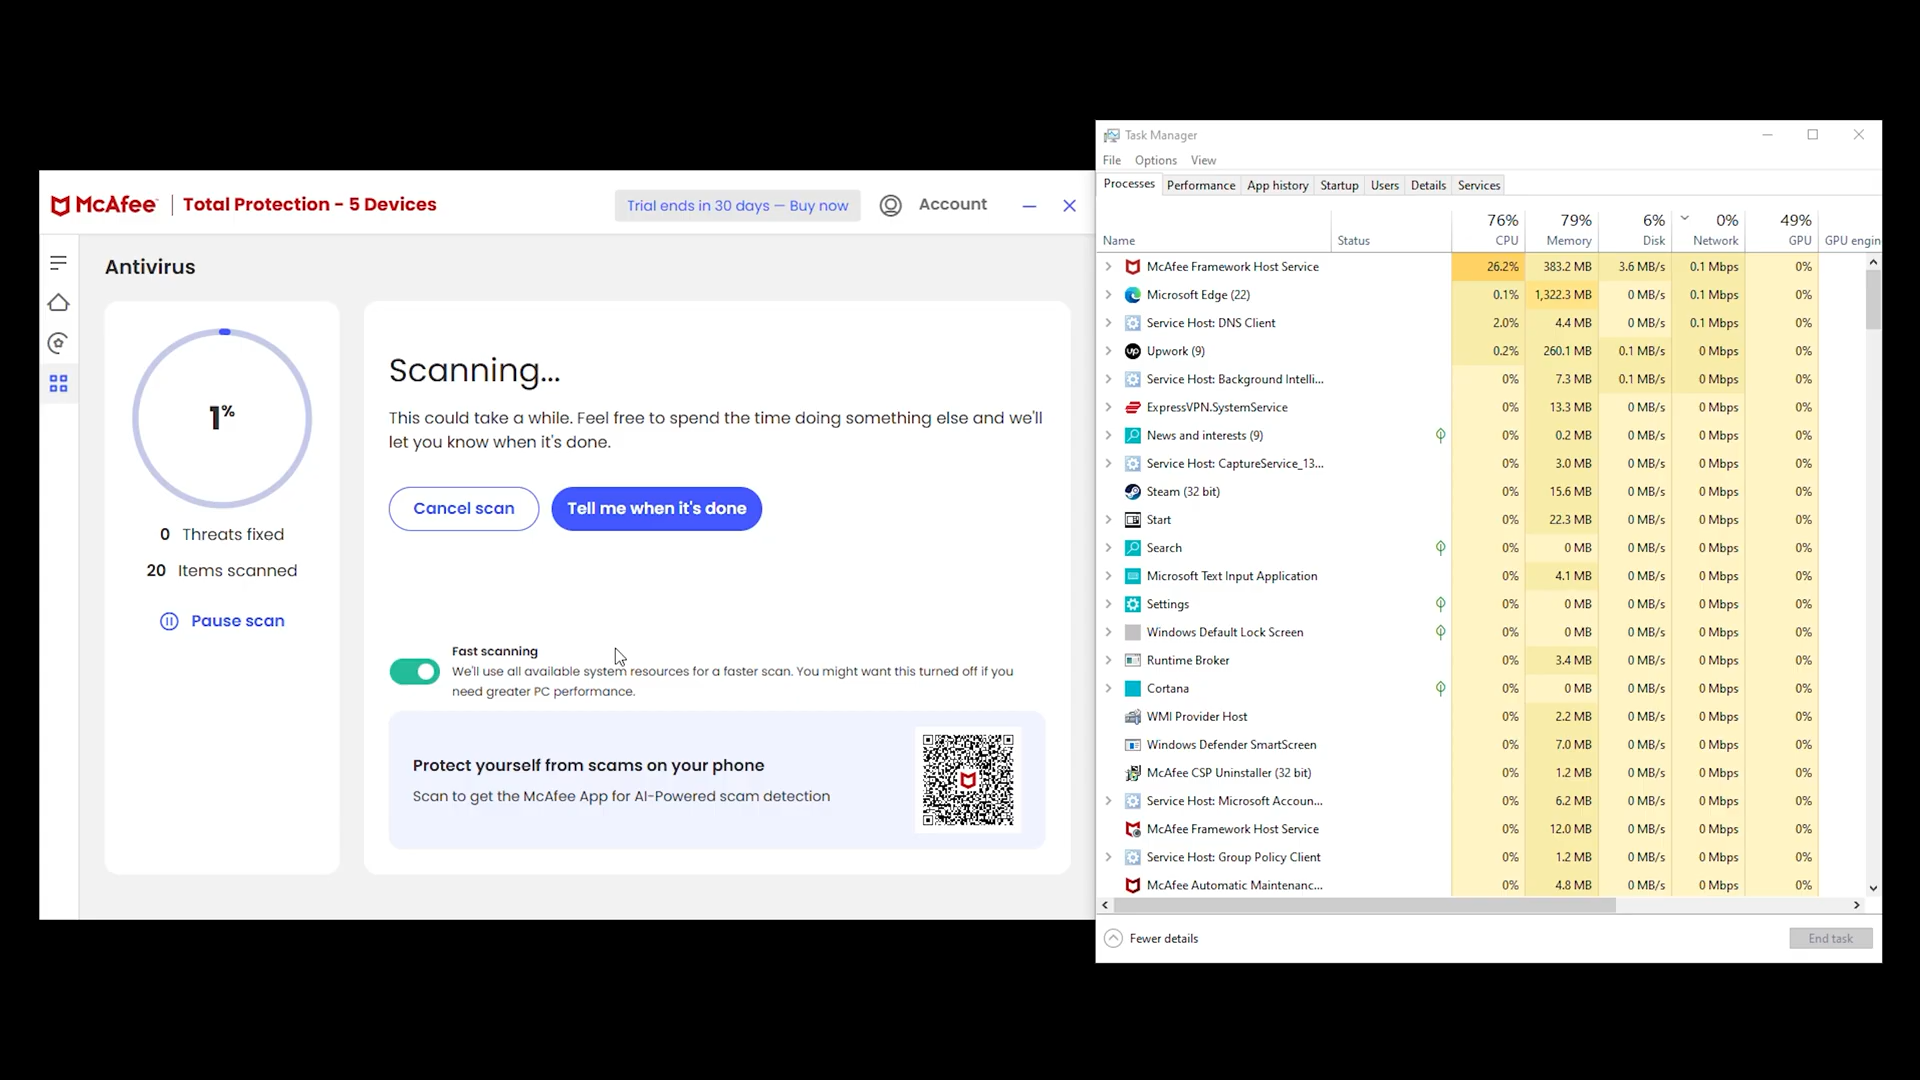 McAfee | Total Protection - 5 Devices
Trial ends in 30 days — Buy now
Account
Antivirus
1%
0 Threats fixed
20 Items scanned
Pause scan
Scanning...
This could take a while. Feel free to spend the time doing something else and we'll
let you know when it's done.
Cancel scan
Tell me when it's done
Fast scanning
We'll use all available system resources for a faster scan. You might want this turned off if you
need greater PC performance.
Protect yourself from scams on your phone
Scan to get the McAfee App for AI-Powered scam detection
Task Manager
File Options View
Processes Performance App history Startup Users Details Services
76% 79% 6% 0% 49%
Name Status CPU Memory Disk Network GPU GPU engin
McAfee Framework Host Service 26.2% 383.2 MB 3.6 MB/s 0.1 Mbps 0%
Microsoft Edge (22) 0.1% 1,322.3 MB 0 MB/s 0.1 Mbps 0%
Service Host: DNS Client 2.0% 4.4 MB 0 MB/s 0.1 Mbps 0%
up Upwork (9) 0.2% 260.1 MB 0.1 MB/s 0 Mbps 0%
Service Host: Background Intelli... 0% 7.3 MB 0.1 MB/s 0 Mbps 0%
ExpressVPN.SystemService 0% 13.3 MB 0 MB/s 0 Mbps 0%
News and interests (9) 0% 0.2 MB 0 MB/s 0 Mbps 0%
Service Host: CaptureService_13... 0% 3.0 MB 0 MB/s 0 Mbps 0%
Steam (32 bit) 0% 15.6 MB 0 MB/s 0 Mbps 0%
Start 0% 22.3 MB 0 MB/s 0 Mbps 0%
Search 0% 0 MB 0 MB/s 0 Mbps 0%
Microsoft Text Input Application 0% 4.1 MB 0 MB/s 0 Mbps 0%
Settings 0% 0 MB 0 MB/s 0 Mbps 0%
Windows Default Lock Screen 0% 0 MB 0 MB/s 0 Mbps 0%
Runtime Broker 0% 3.4 MB 0 MB/s 0 Mbps 0%
Cortana 0% 0 MB 0 MB/s 0 Mbps 0%
WMI Provider Host 0% 2.2 MB 0 MB/s 0 Mbps 0%
Windows Defender SmartScreen 0% 7.0 MB 0 MB/s 0 Mbps 0%
McAfee CSP Uninstaller (32 bit) 0% 1.2 MB 0 MB/s 0 Mbps 0%
Service Host: Microsoft Accoun... 0% 6.2 MB 0 MB/s 0 Mbps 0%
McAfee Framework Host Service 0% 12.0 MB 0 MB/s 0 Mbps 0%
Service Host: Group Policy Client 0% 1.2 MB 0 MB/s 0 Mbps 0%
McAfee Automatic Maintenanc... 0% 4.8 MB 0 MB/s 0 Mbps 0%
Fewer details
End task